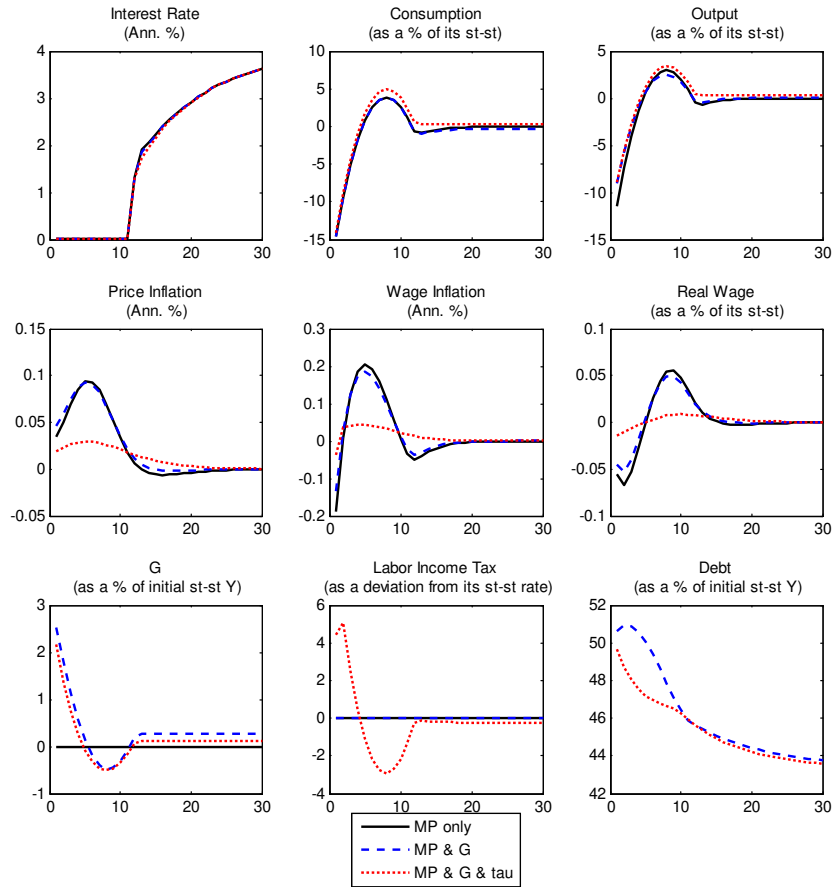 Interest Rate
(Ann. %)
4
3
2
1
0
0 10 20 30
Consumption
(as a % of its st-st)
10
5
0
-5
-10
-15
0 10 20 30
Output
(as a % of its st-st)
5
0
-5
-10
-15
0 10 20 30
Price Inflation
(Ann. %)
0.15
0.1
0.05
0
-0.05
0 10 20 30
Wage Inflation
(Ann. %)
0.3
0.2
0.1
0
-0.1
-0.2
0 10 20 30
Real Wage
(as a % of its st-st)
0.1
0.05
0
-0.05
-0.1
0 10 20 30
G
(as a % of initial st-st Y)
3
2
1
0
-1
0 10 20 30
Labor Income Tax
(as a deviation from its st-st rate)
6
4
2
0
-2
-4
0 10 20 30
Debt
(as a % of initial st-st Y)
52
50
48
46
44
42
0 10 20 30
MP only
MP & G
MP & G & tau